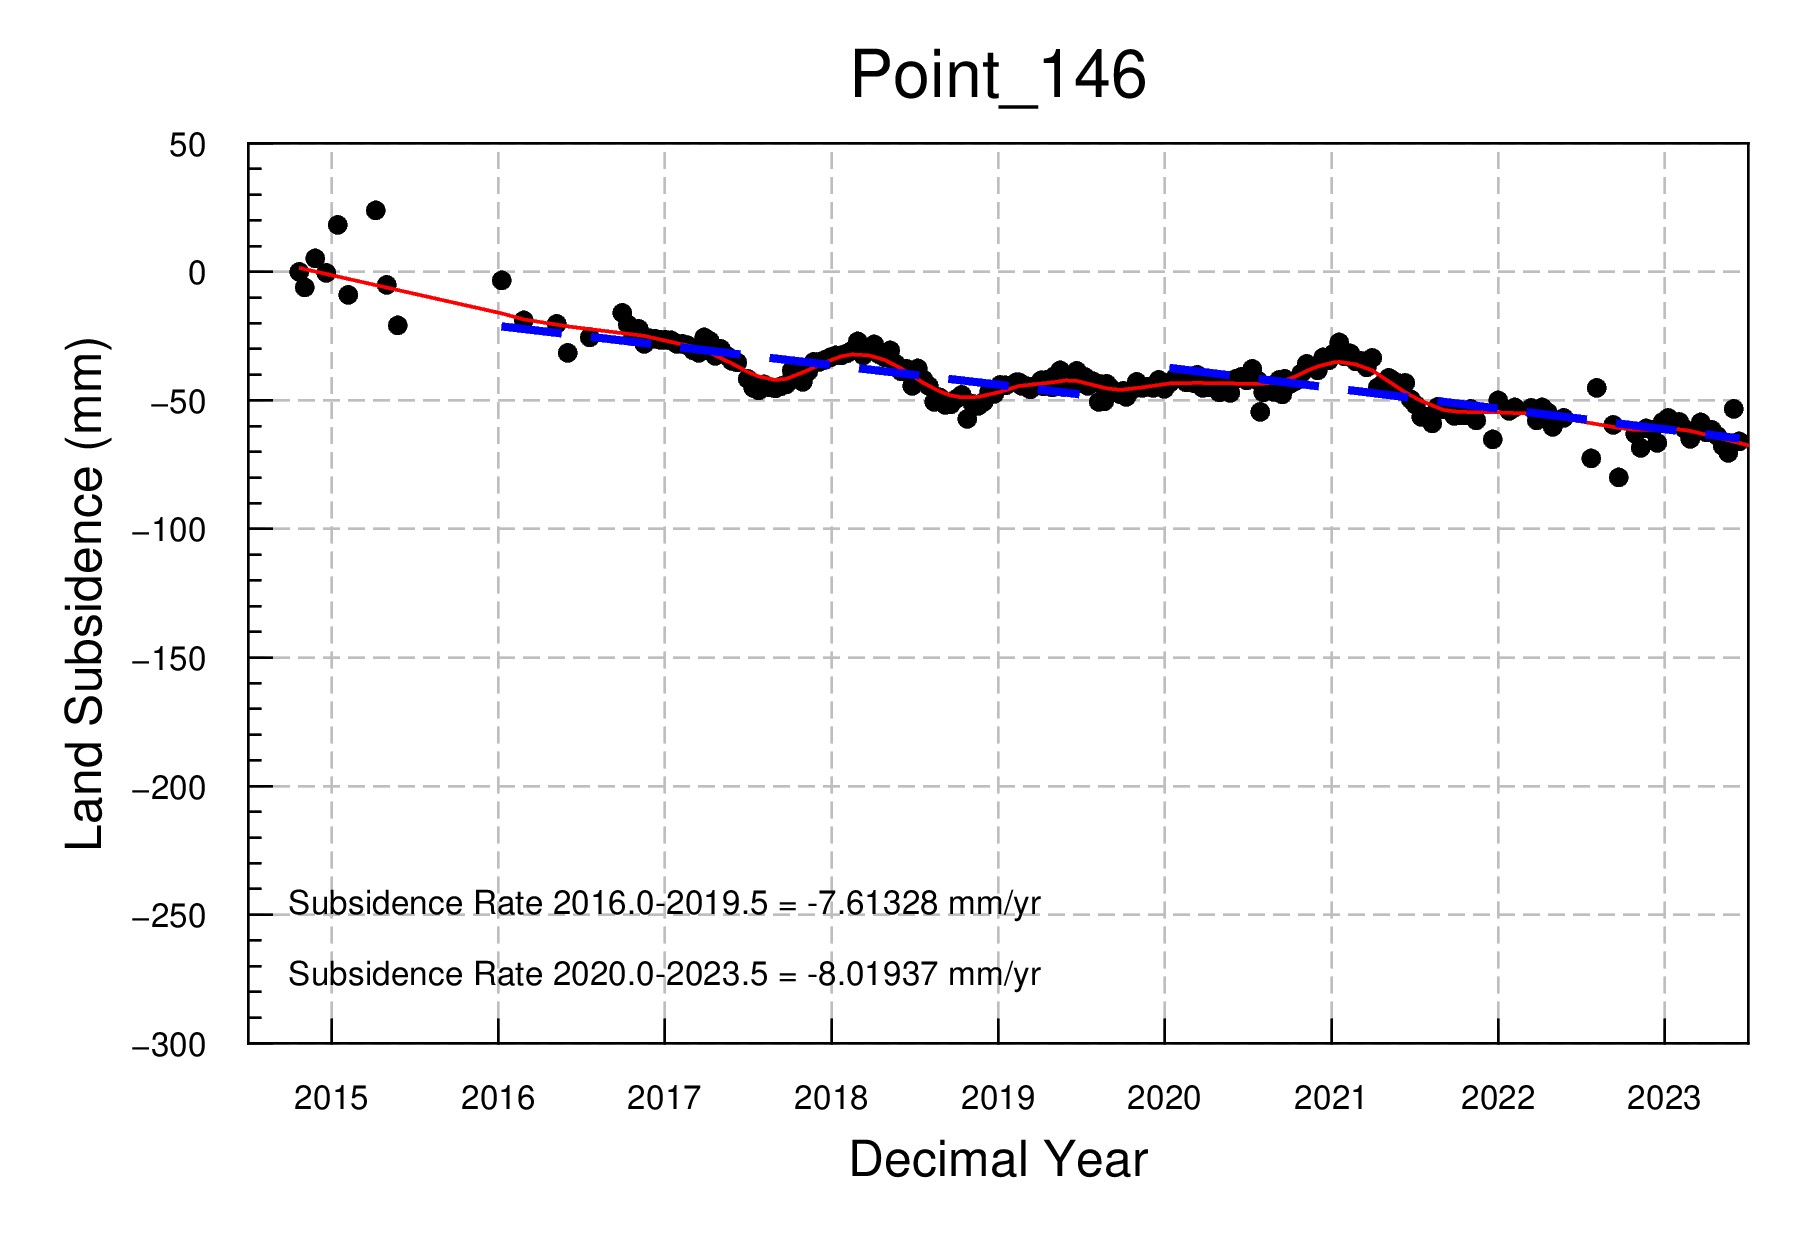 Point_146
50
0
−50
−100
−150
−200
−250
−300
Land Subsidence (mm)
Subsidence Rate 2016.0-2019.5 = -7.61328 mm/yr
Subsidence Rate 2020.0-2023.5 = -8.01937 mm/yr
2015 2016 2017 2018 2019 2020 2021 2022 2023
Decimal Year